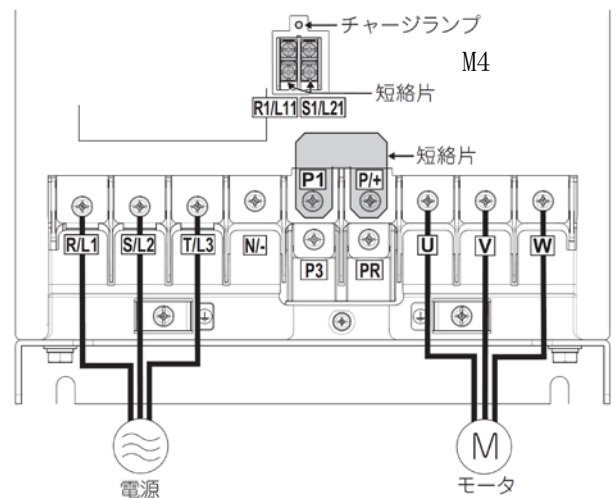 チャージランプ
M4
短絡片
R1/L11 S1/L21
短絡片
P1 P/+
R/L1 S/L2 T/L3 N/- U V W
P3 PR
電源
M
モータ